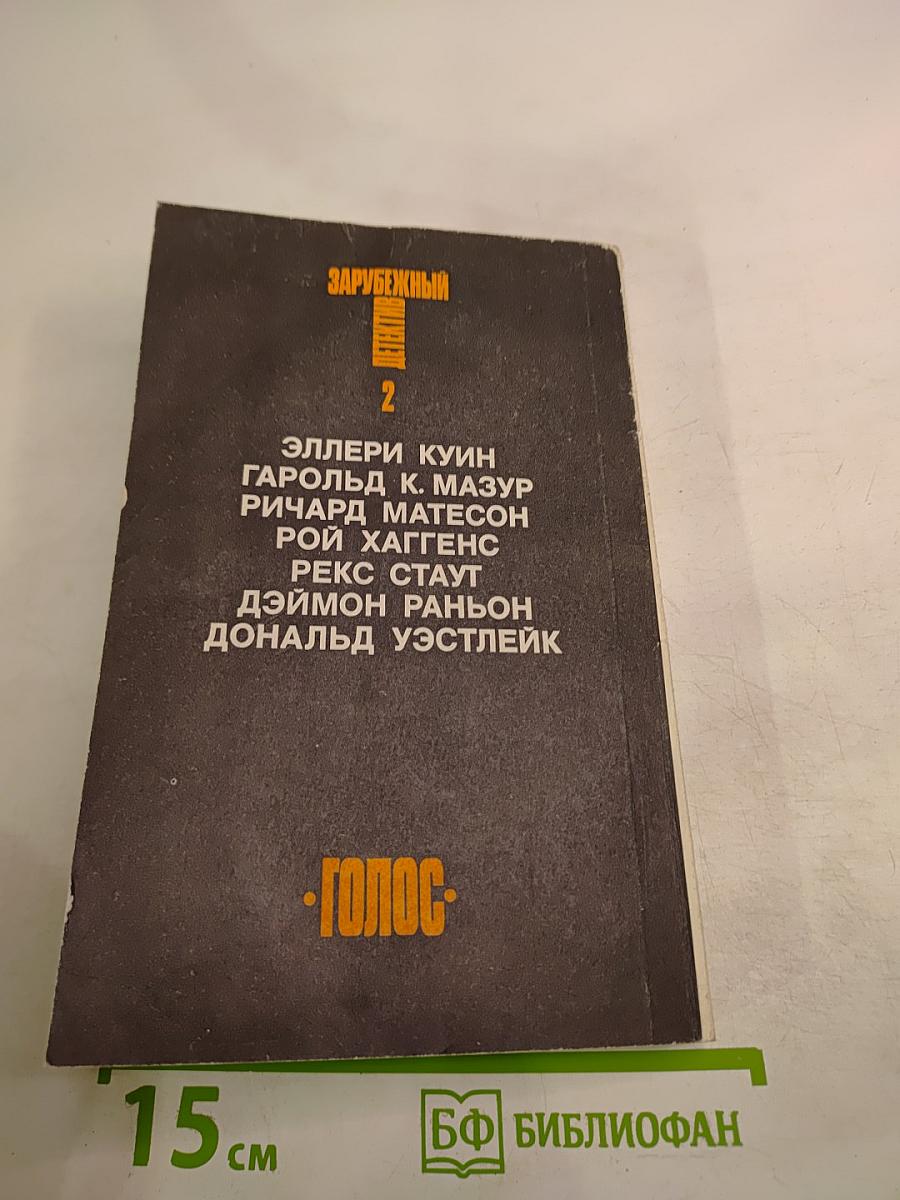 ЗАРУБЕЖНЫЙ
ДЕТЕКТИВ
2
ЭЛЛЕРИ КУИН
ГАРОЛЬД К. МАЗУР
РИЧАРД МАТЕСОН
РОЙ ХАГГЕНС
РЕКС СТАУТ
ДЭЙМОН РАНЬОН
ДОНАЛЬД УЭСТЛЕЙК
•ГОЛОС•
15 см
БФ БИБЛИОФАН